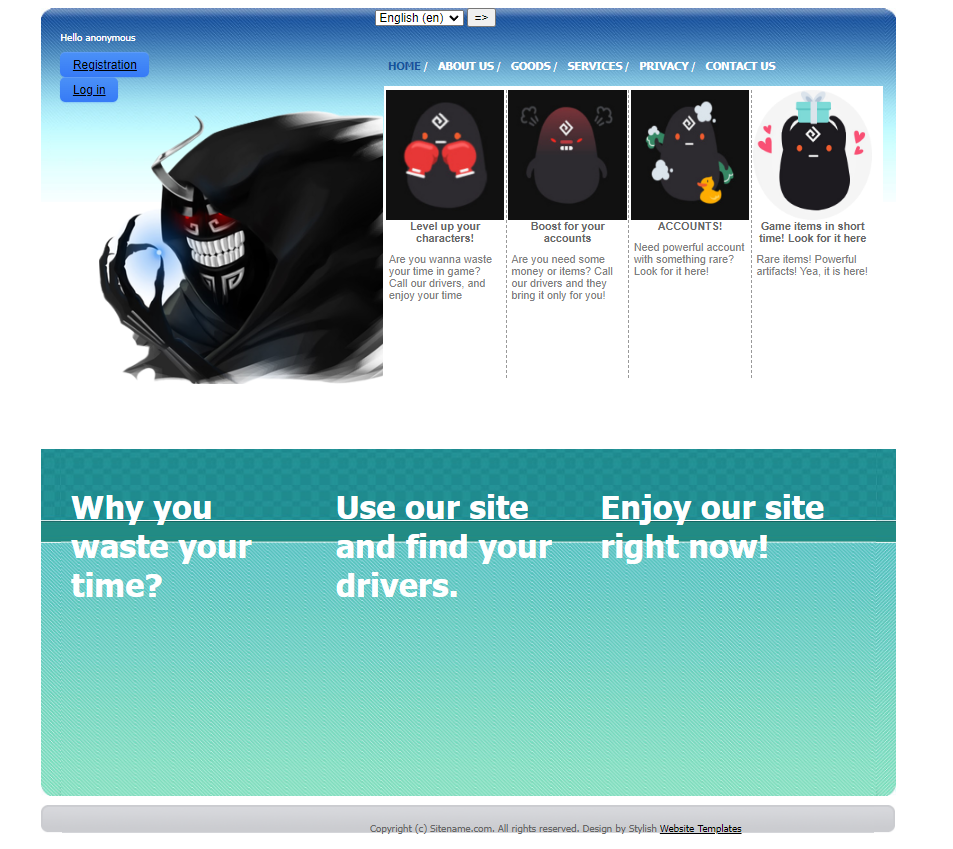 English (en) =>
Hello anonymous
Registration
Log in
HOME / ABOUT US / GOODS / SERVICES / PRIVACY / CONTACT US
Level up your
characters!
Are you wanna waste
your time in game?
Call our drivers, and
enjoy your time
Boost for your
accounts
Are you need some
money or items? Call
our drivers and they
bring it only for you!
ACCOUNTS!
Need powerful account
with something rare?
Look for it here!
Game items in short
time! Look for it here
Rare items! Powerful
artifacts! Yea, it is here!
Why you
waste your
time?
Use our site
and find your
drivers.
Enjoy our site
right now!
Copyright (c) Sitename.com. All rights reserved. Design by Stylish Website Templates